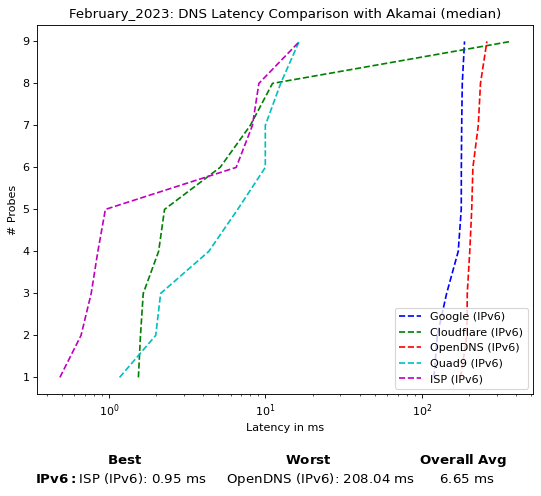 February_2023: DNS Latency Comparison with Akamai (median)
# Probes
9
8
7
6
5
4
3
2
1
10⁰
10¹
10²
Latency in ms
Google (IPv6)
Cloudflare (IPv6)
OpenDNS (IPv6)
Quad9 (IPv6)
ISP (IPv6)
Best Worst Overall Avg
IPv6: ISP (IPv6): 0.95 ms OpenDNS (IPv6): 208.04 ms 6.65 ms